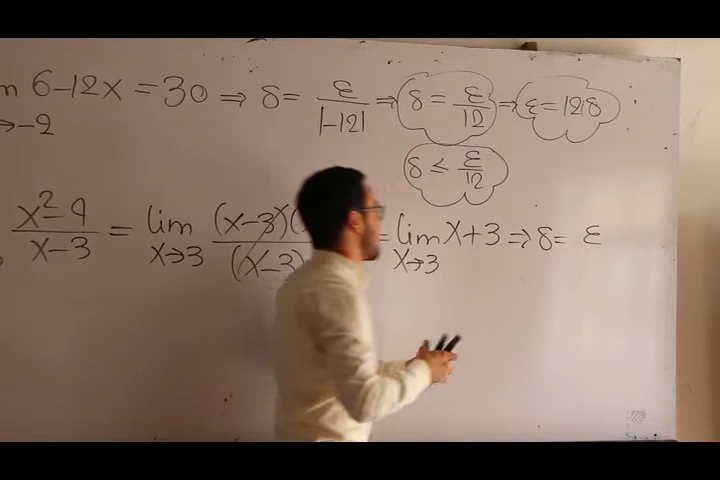 6-12x = 30 ⇒ δ = ε/|-12| ⇒ δ = ε/12 ⇒ ε = 12δ
→-2
δ ≤ ε/12
x²-9/x-3 = lim x→3 (x-3)(/(x-3) = lim x→3 x+3 ⇒ δ = ε